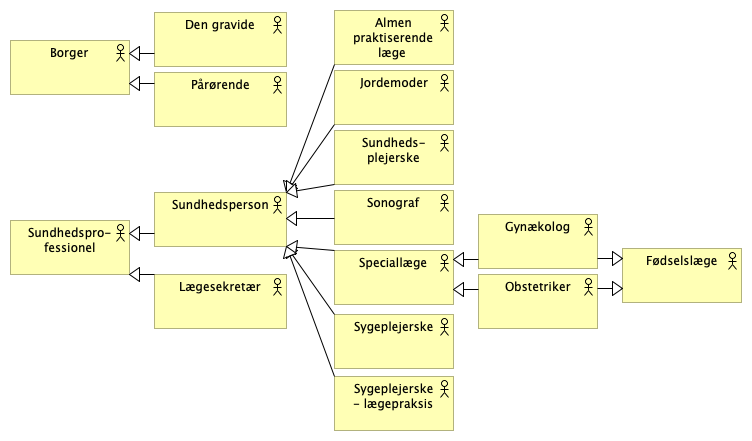 Borger
Den gravide
Pårørende
Almen
praktiserende
læge
Jordemoder
Sundheds-
plejerske
Sundhedsperson
Sonograf
Sundhedspro-
fessionel
Lægesekretær
Speciallæge
Gynækolog
Obstetriker
Fødselslæge
Sygeplejerske
Sygeplejerske
- lægepraksis